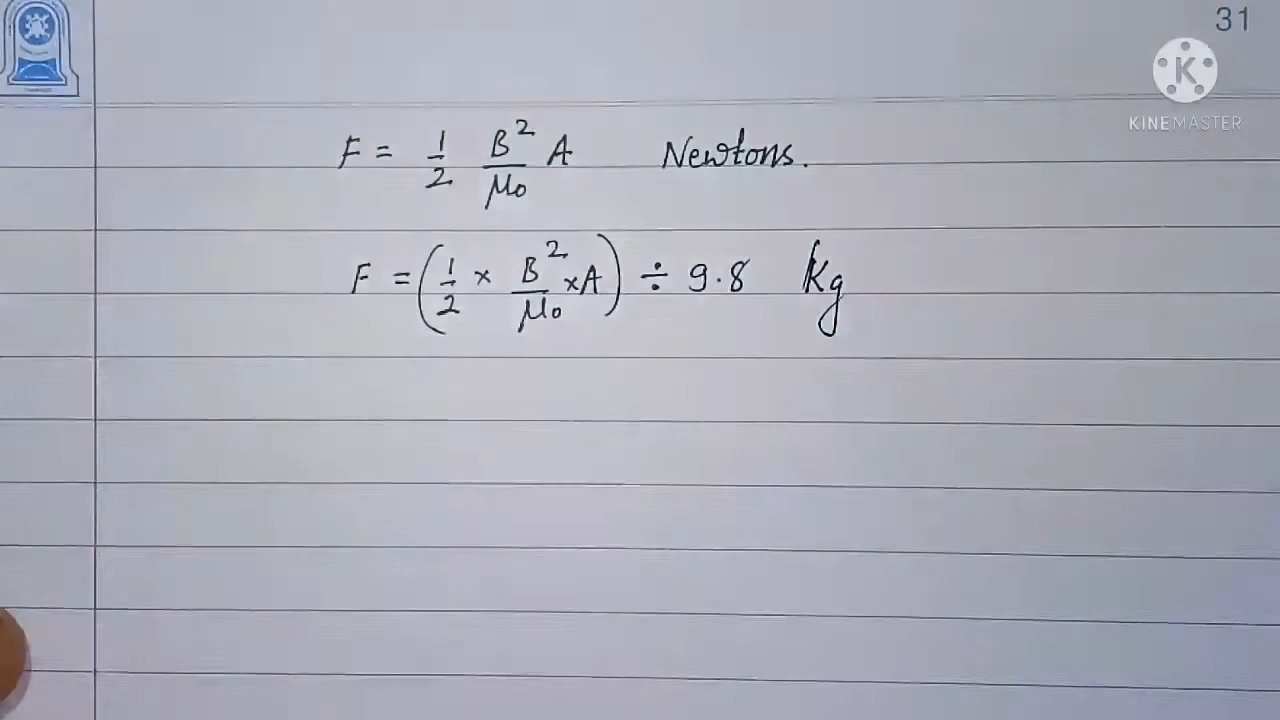 31
KINEMASTER
F = 1/2 B²/μ₀ A Newtons.
F = (1/2 × B²/μ₀ × A) ÷ 9.8 Kg